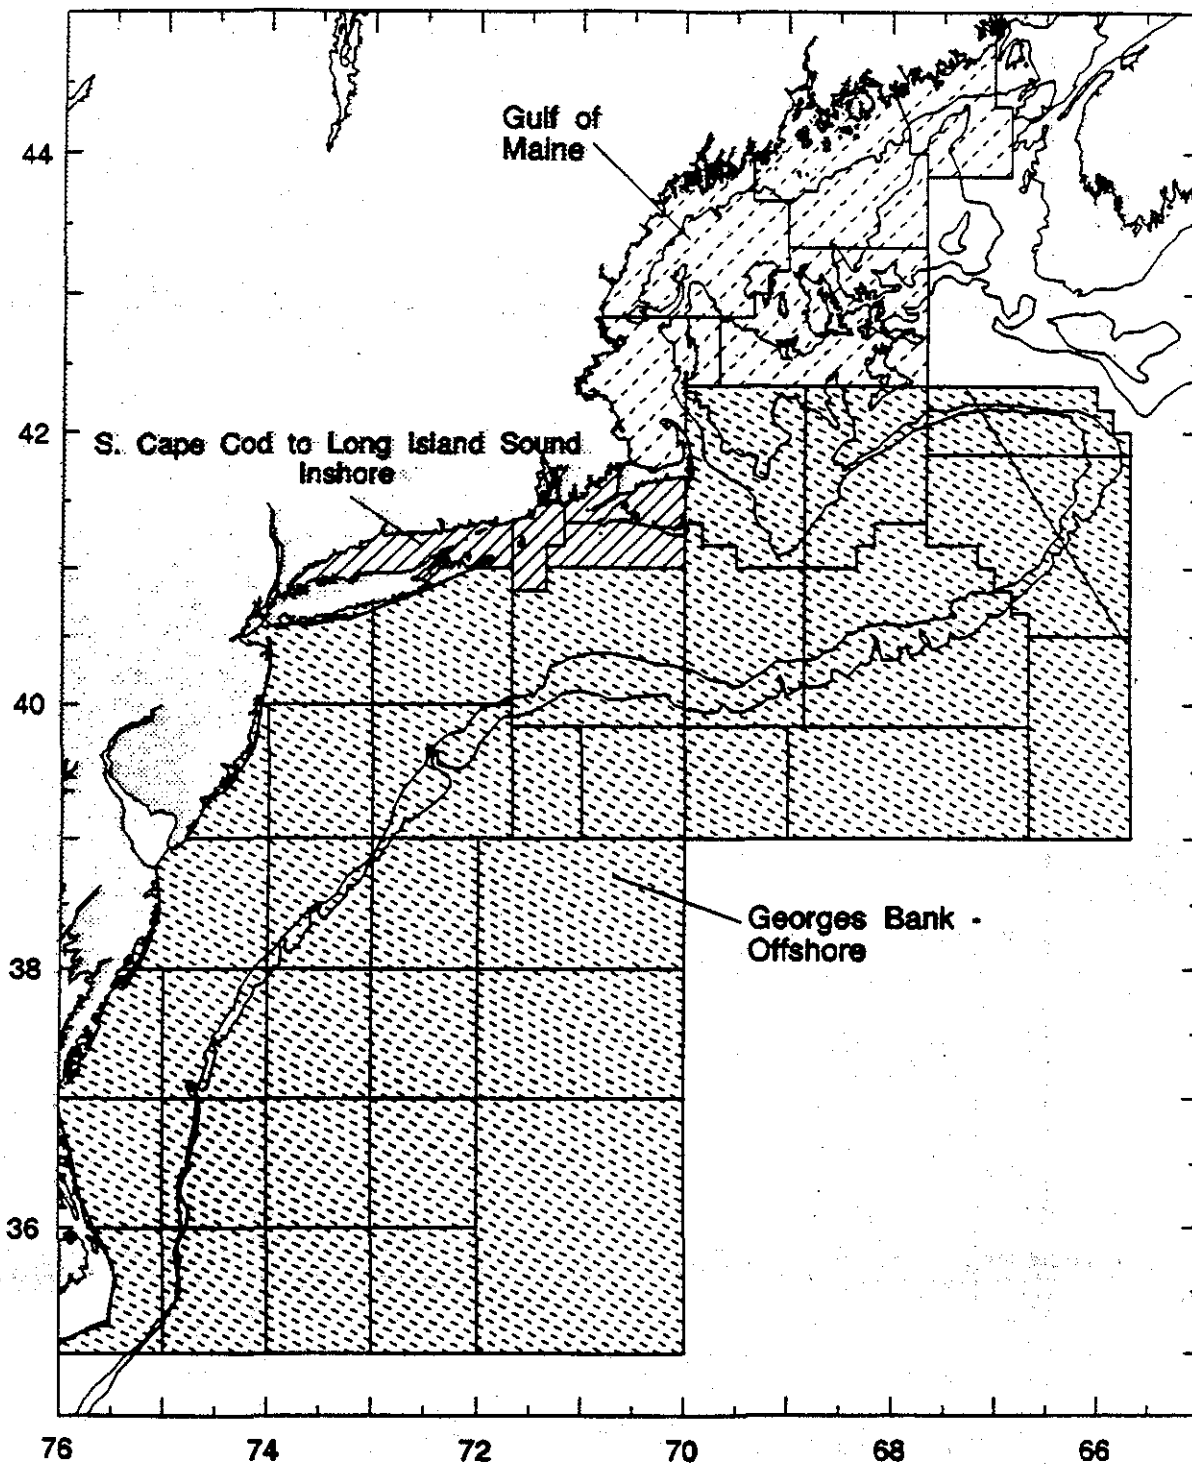 Gulf of
Maine
44
42
S. Cape Cod to Long Island Sound
Inshore
40
Georges Bank -
Offshore
38
36
76 74 72 70 68 66